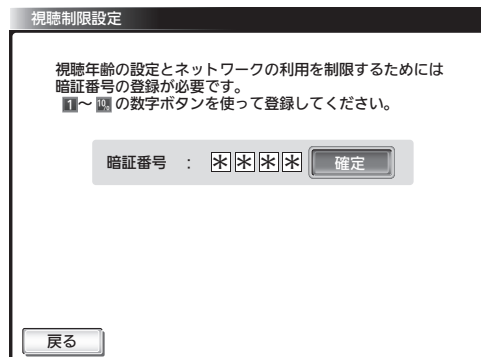 視聴制限設定
視聴年齢の設定とネットワークの利用を制限するためには
暗証番号の登録が必要です。
1〜10の数字ボタンを使って登録してください。
暗証番号 : ＊＊＊＊ 確定
戻る